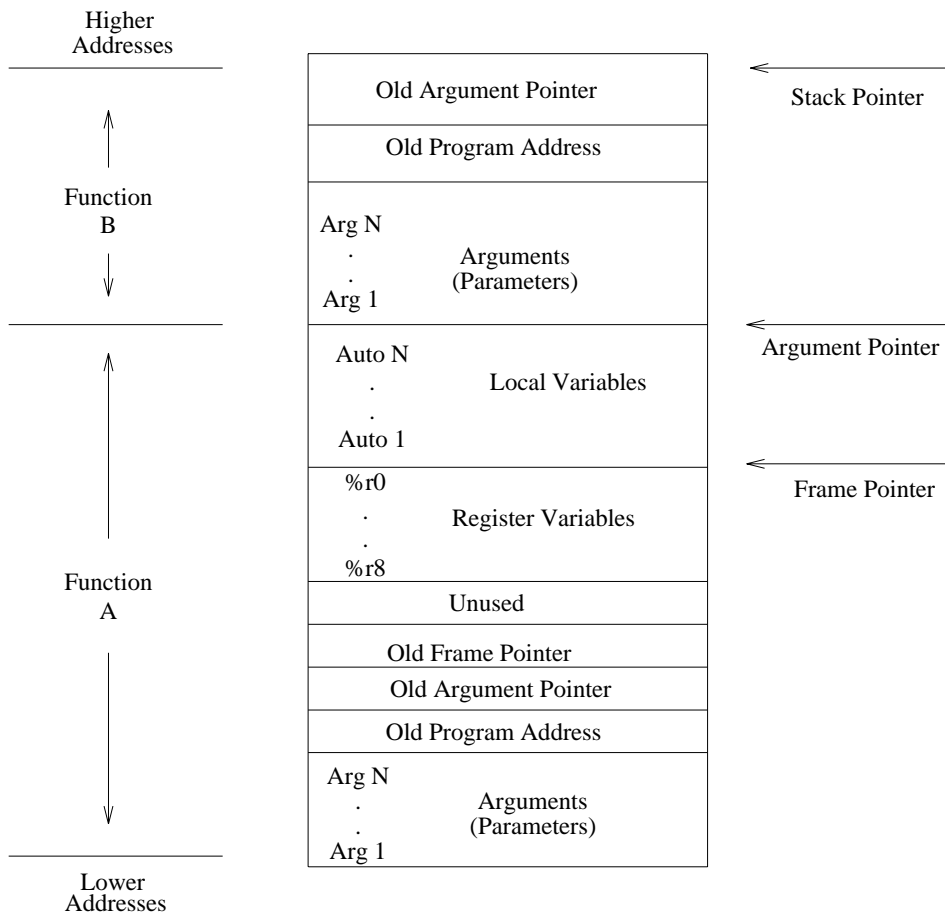 Higher
Addresses
Old Argument Pointer
Stack Pointer
Old Program Address
Function
B
Arg N
.
.
Arg 1
Arguments
(Parameters)
Argument Pointer
Auto N
.
.
Auto 1
Local Variables
Frame Pointer
%r0
.
.
%r8
Register Variables
Function
A
Unused
Old Frame Pointer
Old Argument Pointer
Old Program Address
Arg N
.
.
Arg 1
Arguments
(Parameters)
Lower
Addresses